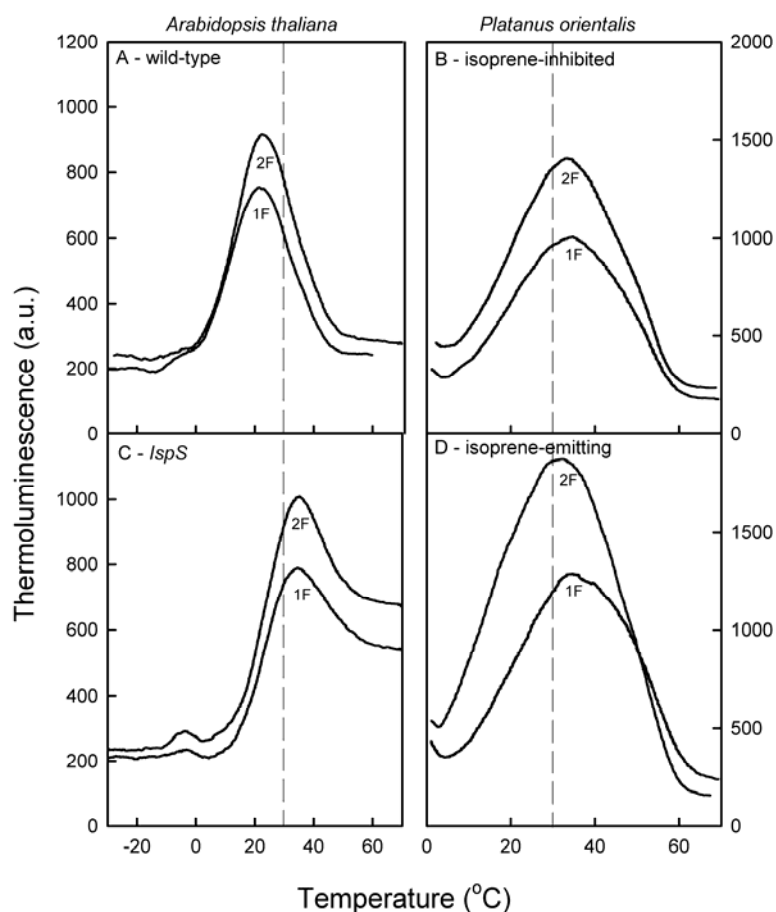 Arabidopsis thaliana
Platanus orientalis
1200
1000
800
600
400
200
0
A - wild-type
2F
1F
B - isoprene-inhibited
2F
1F
2000
1500
1000
500
0
Thermoluminescence (a.u.)
1000
800
600
400
200
0
C - IspS
2F
1F
D - isoprene-emitting
2F
1F
1500
1000
500
0
-20
0
20
40
60
0
20
40
60
Temperature (°C)